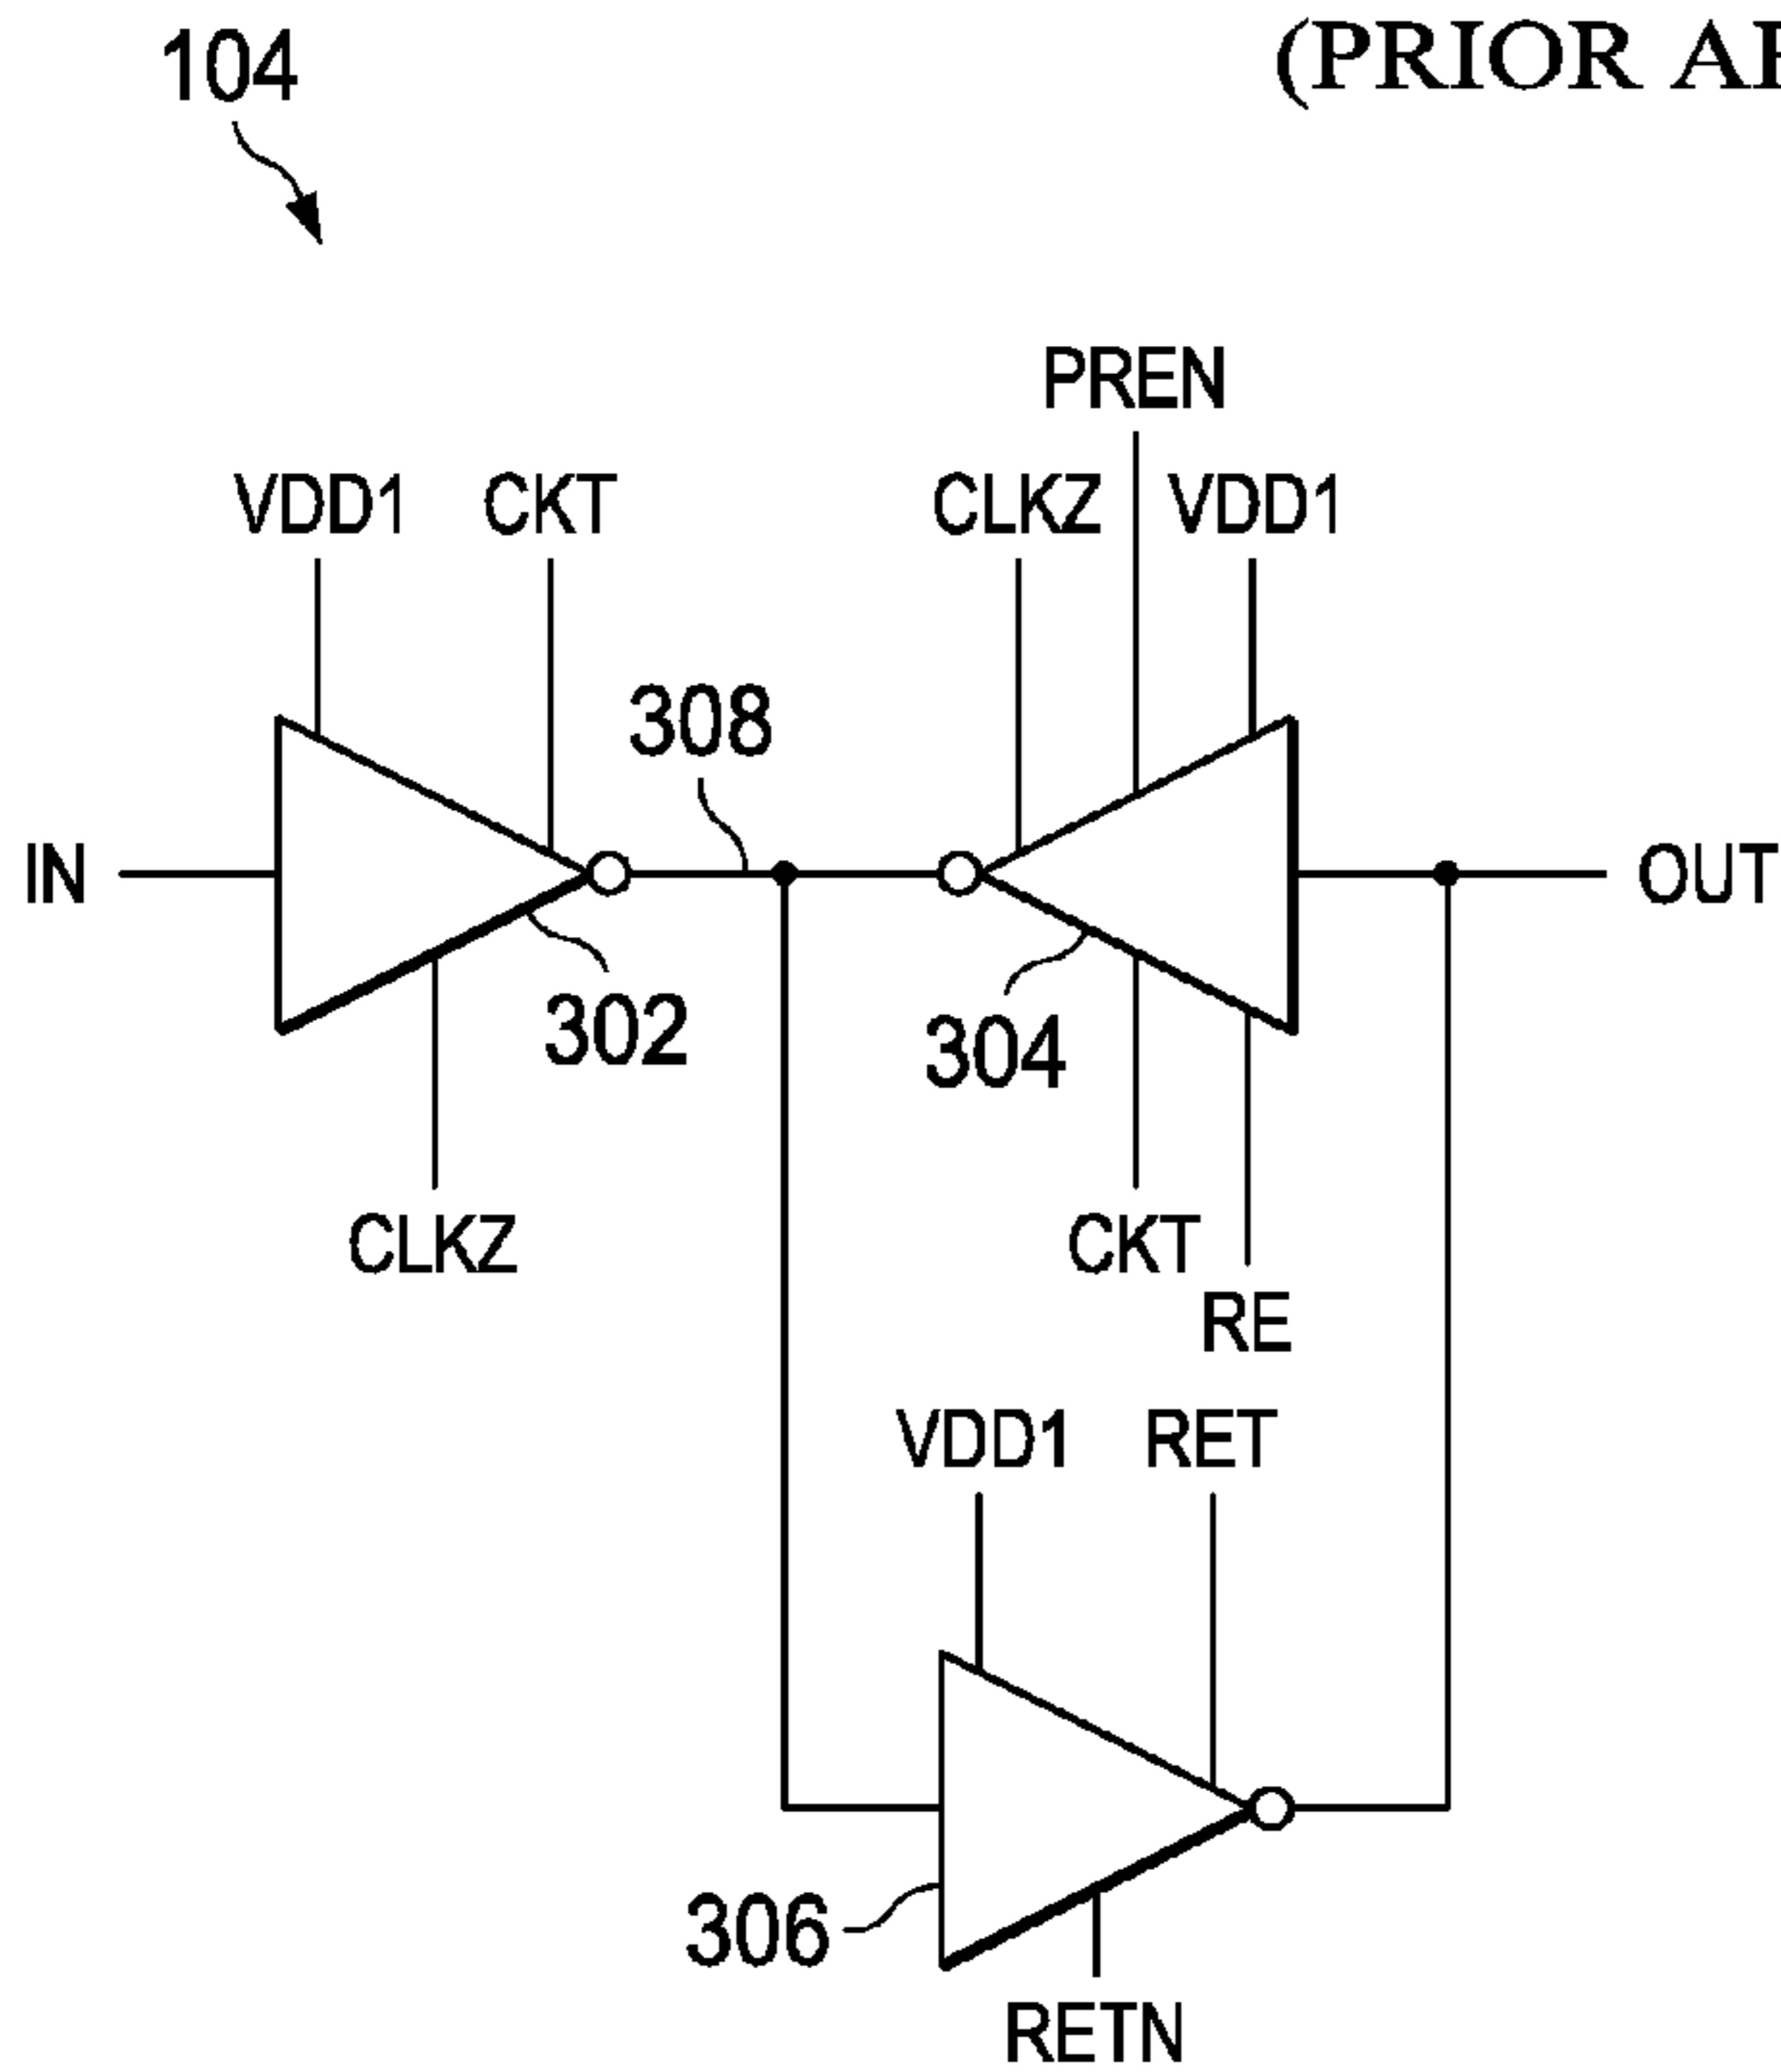 104
(PRIOR
PREN
VDD1 CKT CLKZ VDD1
308
IN OUT
302 304
CLKZ CKT
RE
VDD1 RET
306
RETN